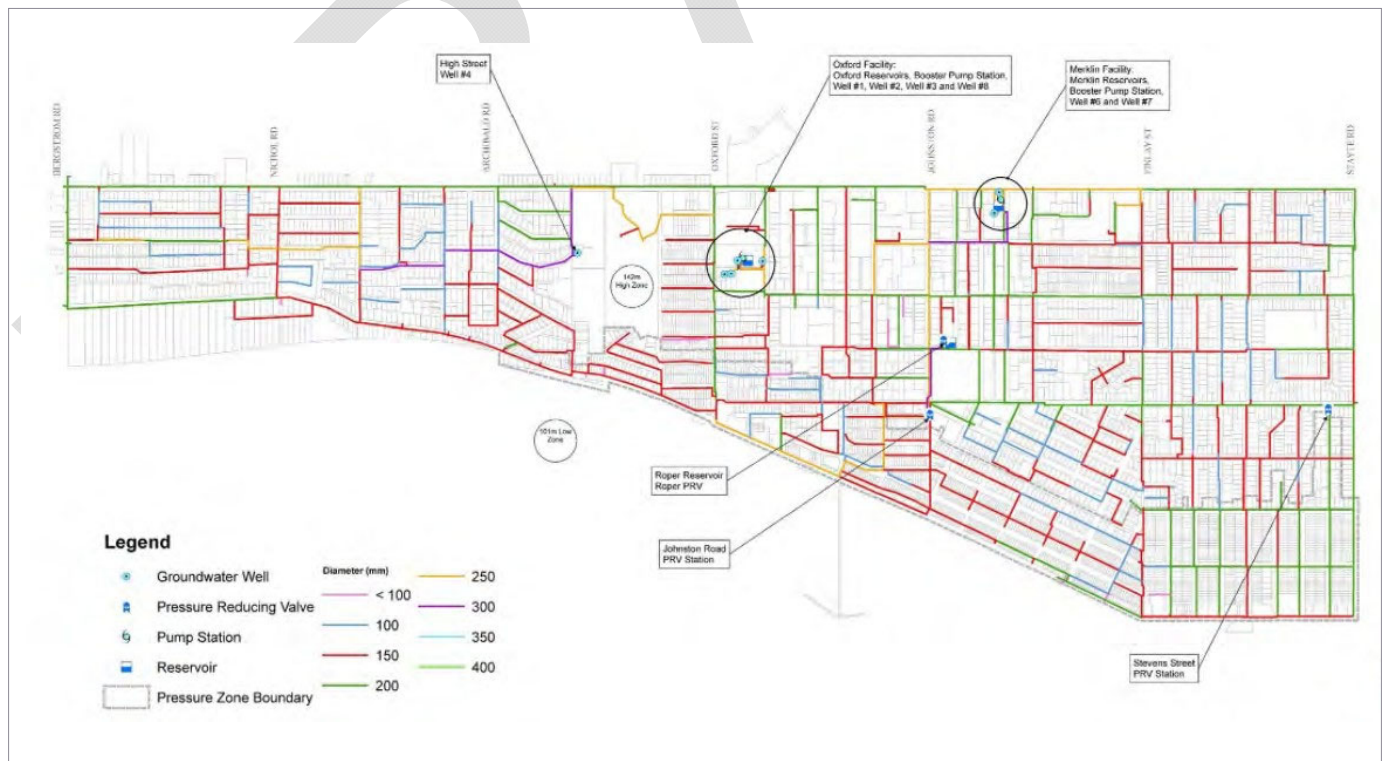 High Street
Well #4
Oxford Facility:
Oxford Reservoirs, Booster Pump Station,
Well #1, Well #2, Well #3 and Well #8
Merklin Facility:
Merklin Reservoirs,
Booster Pump Station,
Well #6 and Well #7
BERGSTROM RD
NICHOL RD
ARCHIBALD RD
OXFORD ST
JOHNSTON RD
FINLAY ST
STAYTE RD
142m
High Zone
101m Low
Zone
Roper Reservoir
Roper PRV
Johnston Road
PRV Station
Stevens Street
PRV Station
Legend
Groundwater Well
Pressure Reducing Valve
Pump Station
Reservoir
Pressure Zone Boundary
Diameter (mm)
< 100
100
150
200
250
300
350
400